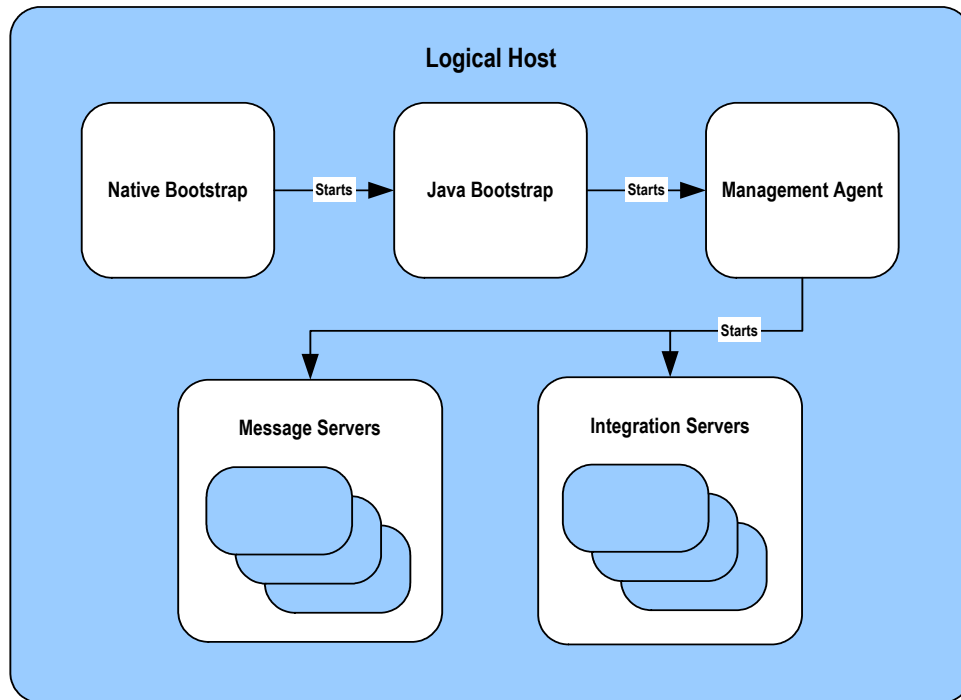 Logical Host
Native Bootstrap
Starts
Java Bootstrap
Starts
Management Agent
Starts
Message Servers
Integration Servers